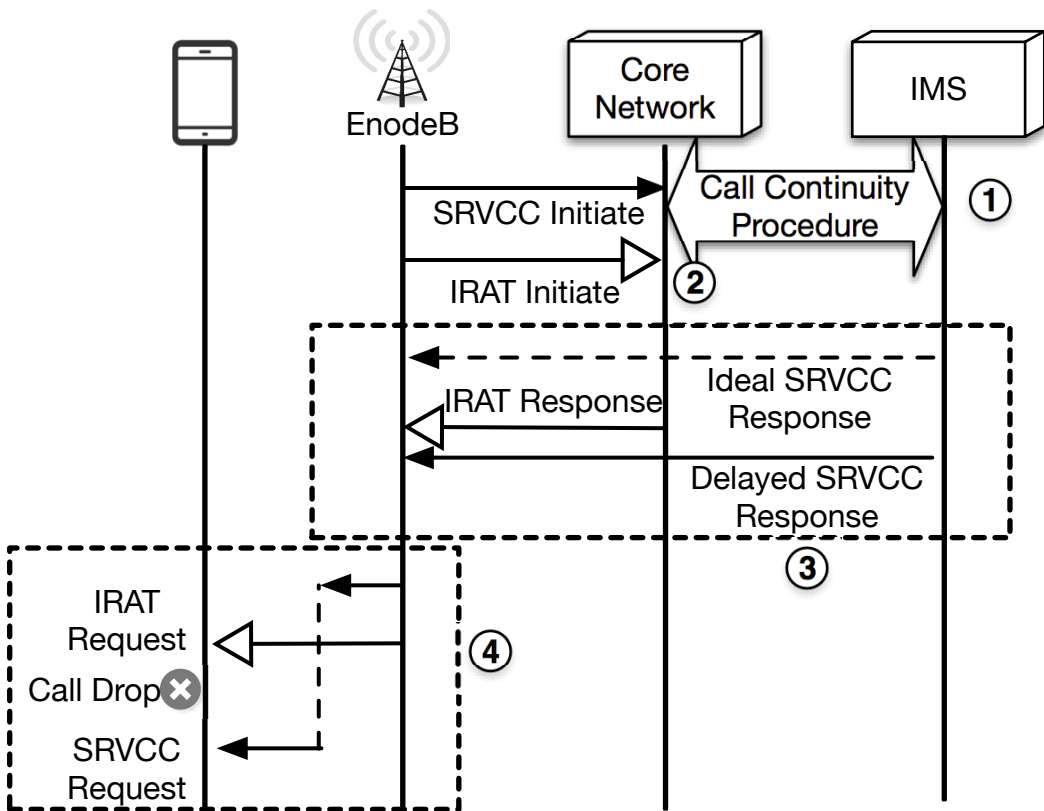 EnodeB
Core
Network
IMS
SRVCC Initiate
Call Continuity
Procedure
1
IRAT Initiate
2
Ideal SRVCC
Response
IRAT Response
Delayed SRVCC
Response
3
IRAT
Request
4
Call Drop
SRVCC
Request